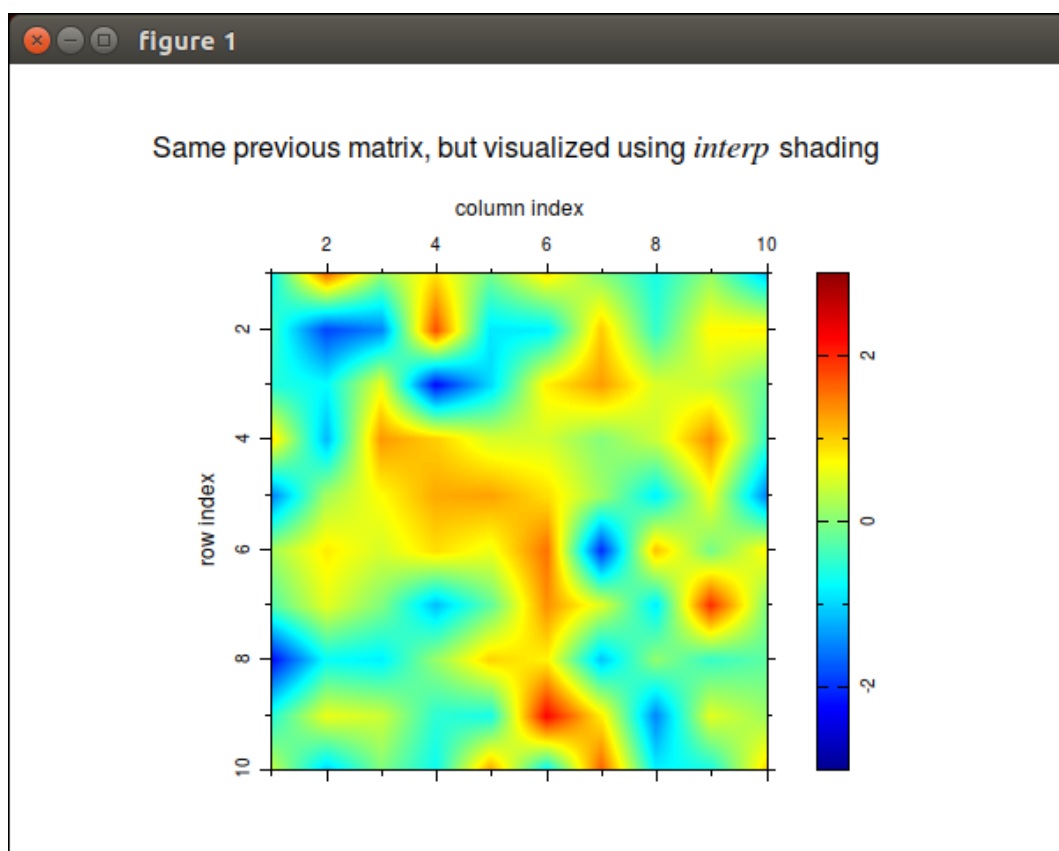 figure 1
Same previous matrix, but visualized using interp shading
column index
2 4 6 8 10
row index
2
4
6
8
10
2
0
-2